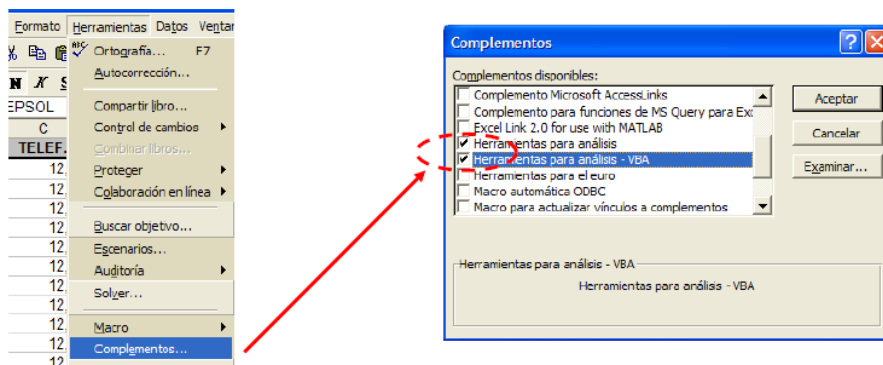 Formato Herramientas Datos Ventan
N K S
EPSOL
C
TELEF.
12,
12,
12,
12,
12,
12,
12,
12,
12,
12,
12
ABC Ortografía... F7
Autocorrección...
Compartir libro...
Control de cambios
Combinar libros...
Proteger
Colaboración en línea
Buscar objetivo...
Escenarios...
Auditoría
Solver...
Macro
Complementos...
Complementos
Complementos disponibles:
Complemento Microsoft AccessLinks
Complemento para funciones de MS Query para Exc
Excel Link 2.0 for use with MATLAB
Herramientas para análisis
Herramientas para análisis - VBA
Herramientas para el euro
Macro automática ODBC
Macro para actualizar vínculos a complementos
Aceptar
Cancelar
Examinar...
Herramientas para análisis - VBA
Herramientas para análisis - VBA